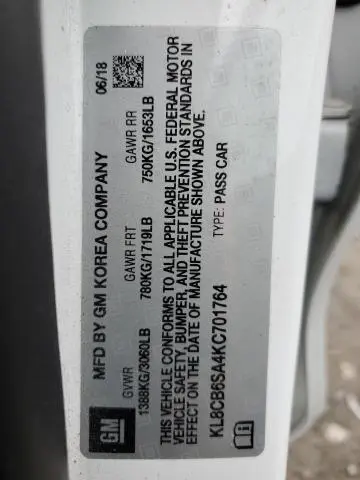 GM
MFD BY GM KOREA COMPANY 06/18
GVWR GAWR FRT GAWR RR
1388KG/3060LB 780KG/1719LB 750KG/1653LB
THIS VEHICLE CONFORMS TO ALL APPLICABLE U.S. FEDERAL MOTOR
VEHICLE SAFETY, BUMPER, AND THEFT PREVENTION STANDARDS IN
EFFECT ON THE DATE OF MANUFACTURE SHOWN ABOVE.
KL8CB6SA4KC701764 TYPE: PASS CAR